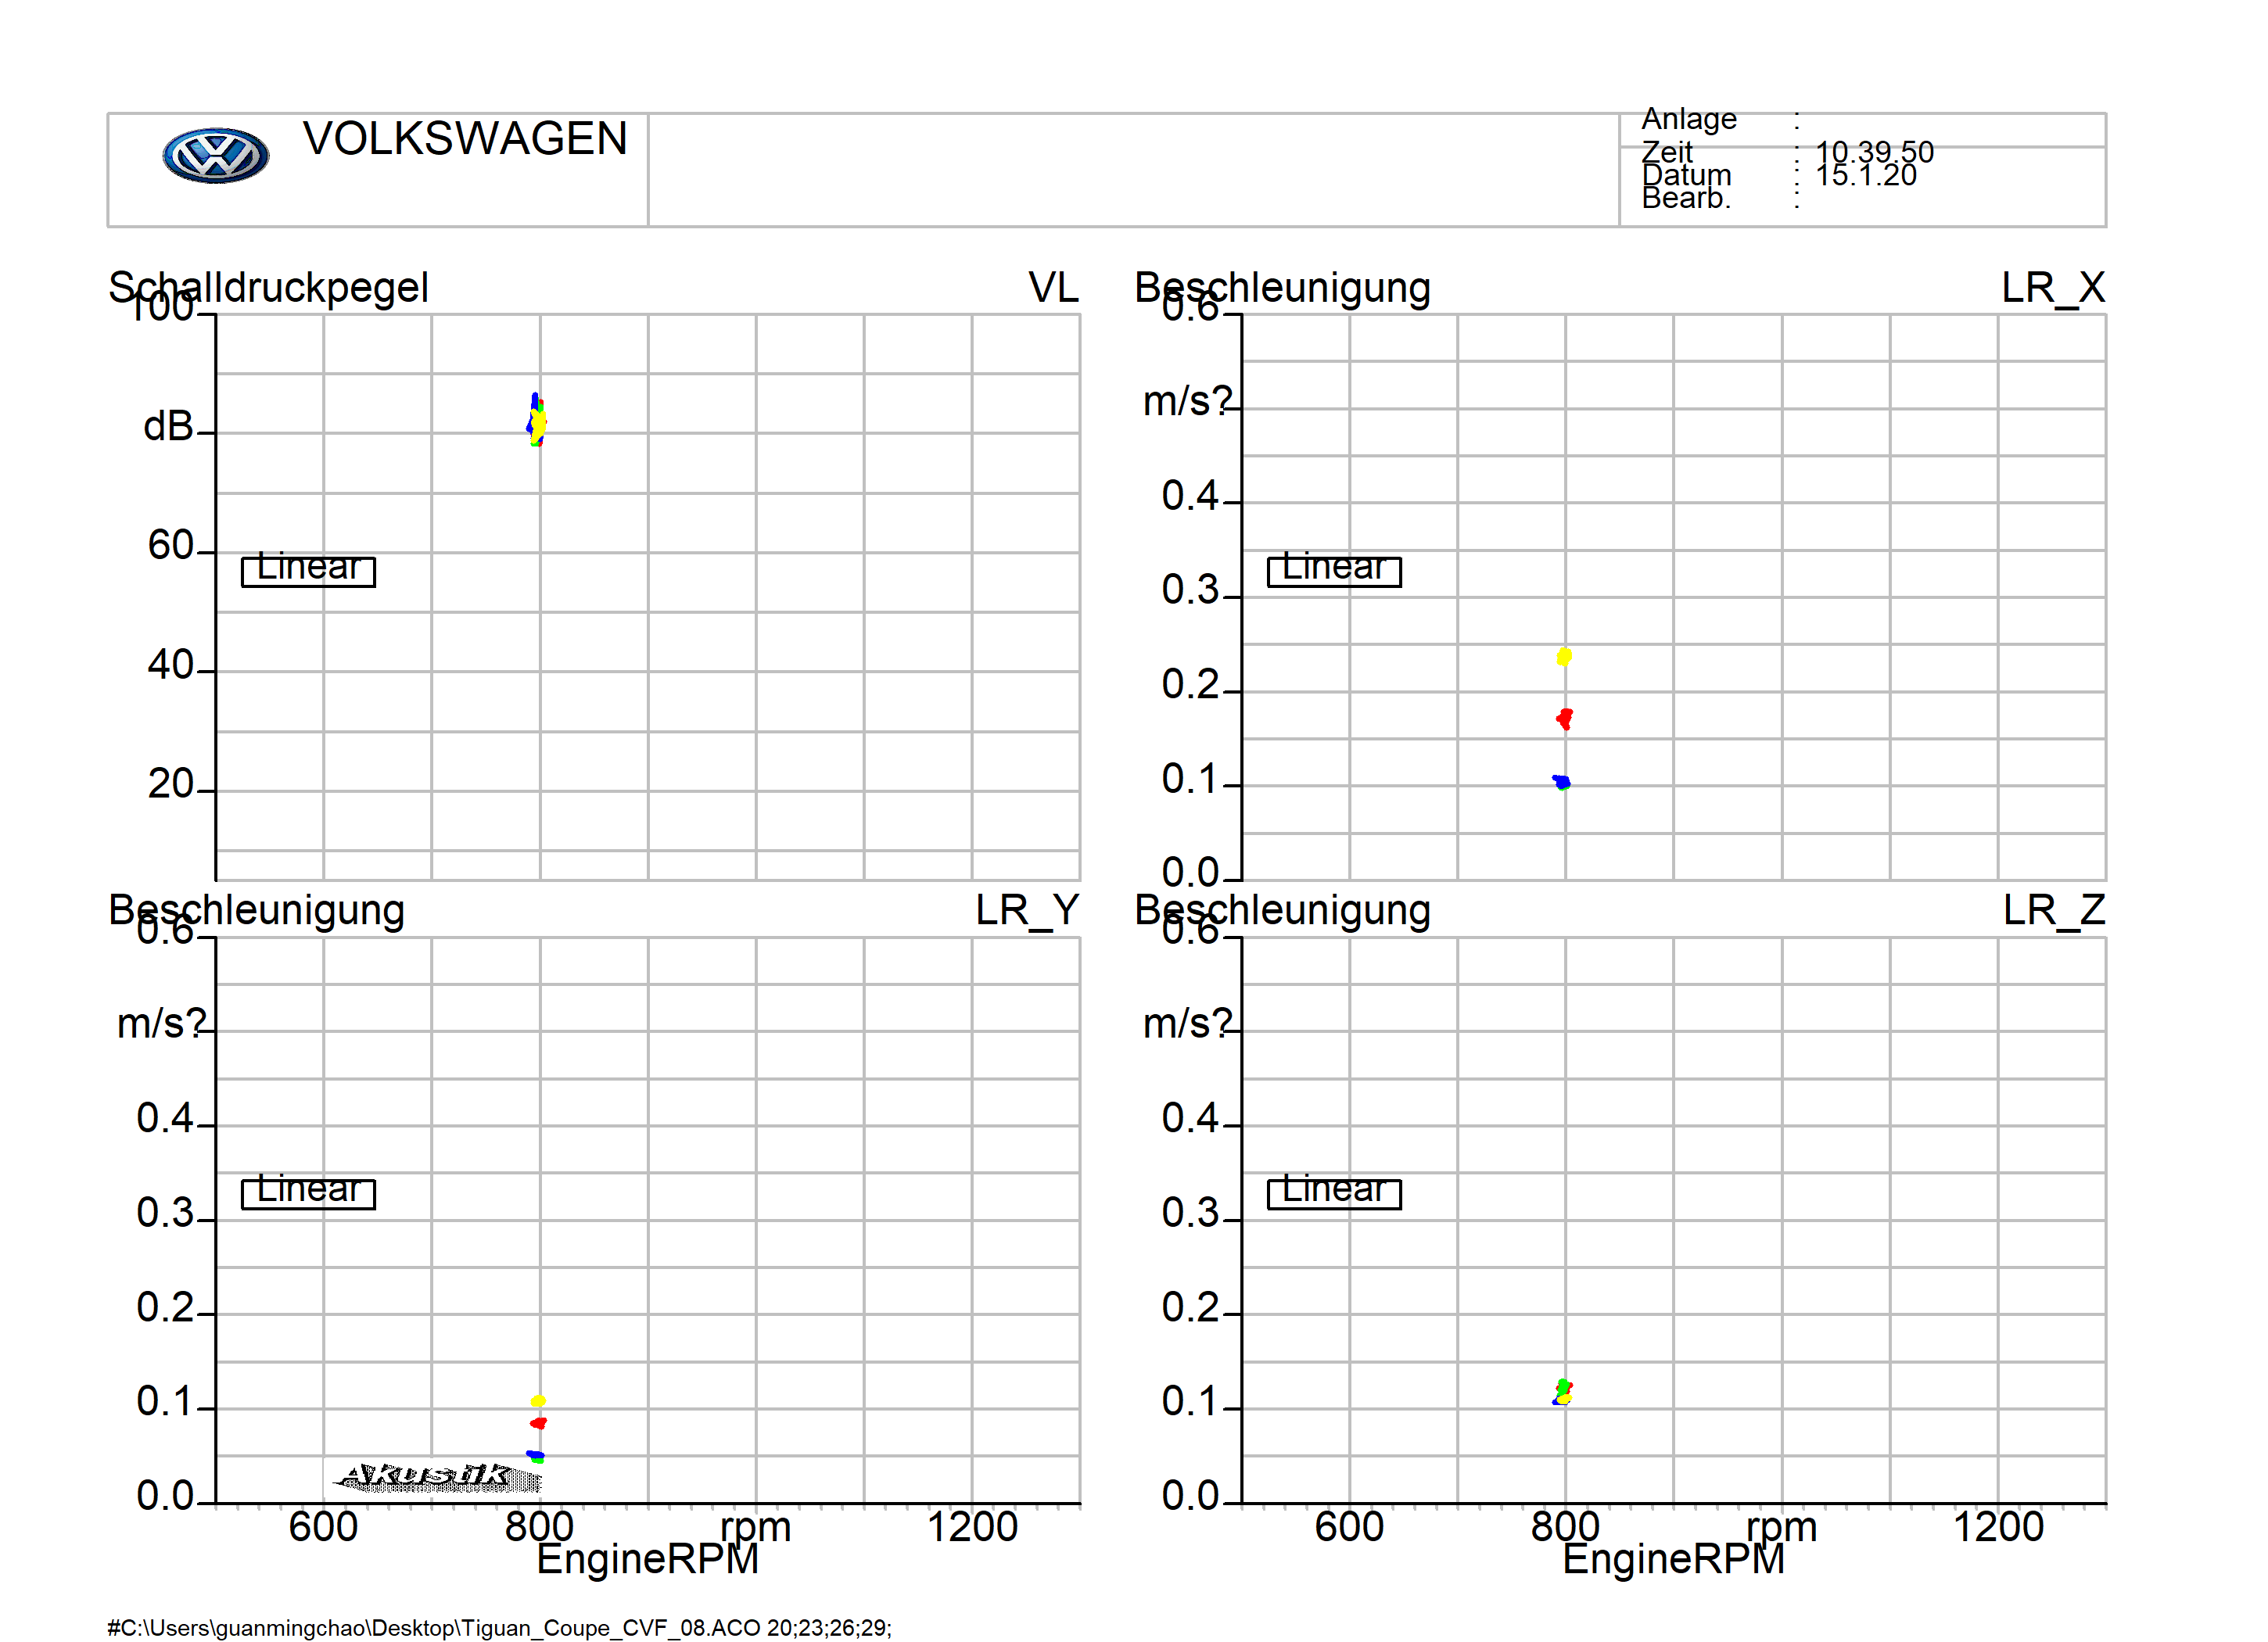 VOLKSWAGEN
Anlage :
Zeit : 10.39.50
Datum : 15.1.20
Bearb. :
Schalldruckpegel VL
100
dB
60
40
20
Linear
Beschleunigung LR_X
0.6
m/s?
0.4
0.3
0.2
0.1
0.0
Linear
Beschleunigung LR_Y
0.6
m/s?
0.4
0.3
0.2
0.1
0.0
Linear
Akustik
600 800 rpm 1200
EngineRPM
Beschleunigung LR_Z
0.6
m/s?
0.4
0.3
0.2
0.1
0.0
Linear
600 800 rpm 1200
EngineRPM
#C:\Users\guanmingchao\Desktop\Tiguan_Coupe_CVF_08.ACO 20;23;26;29;